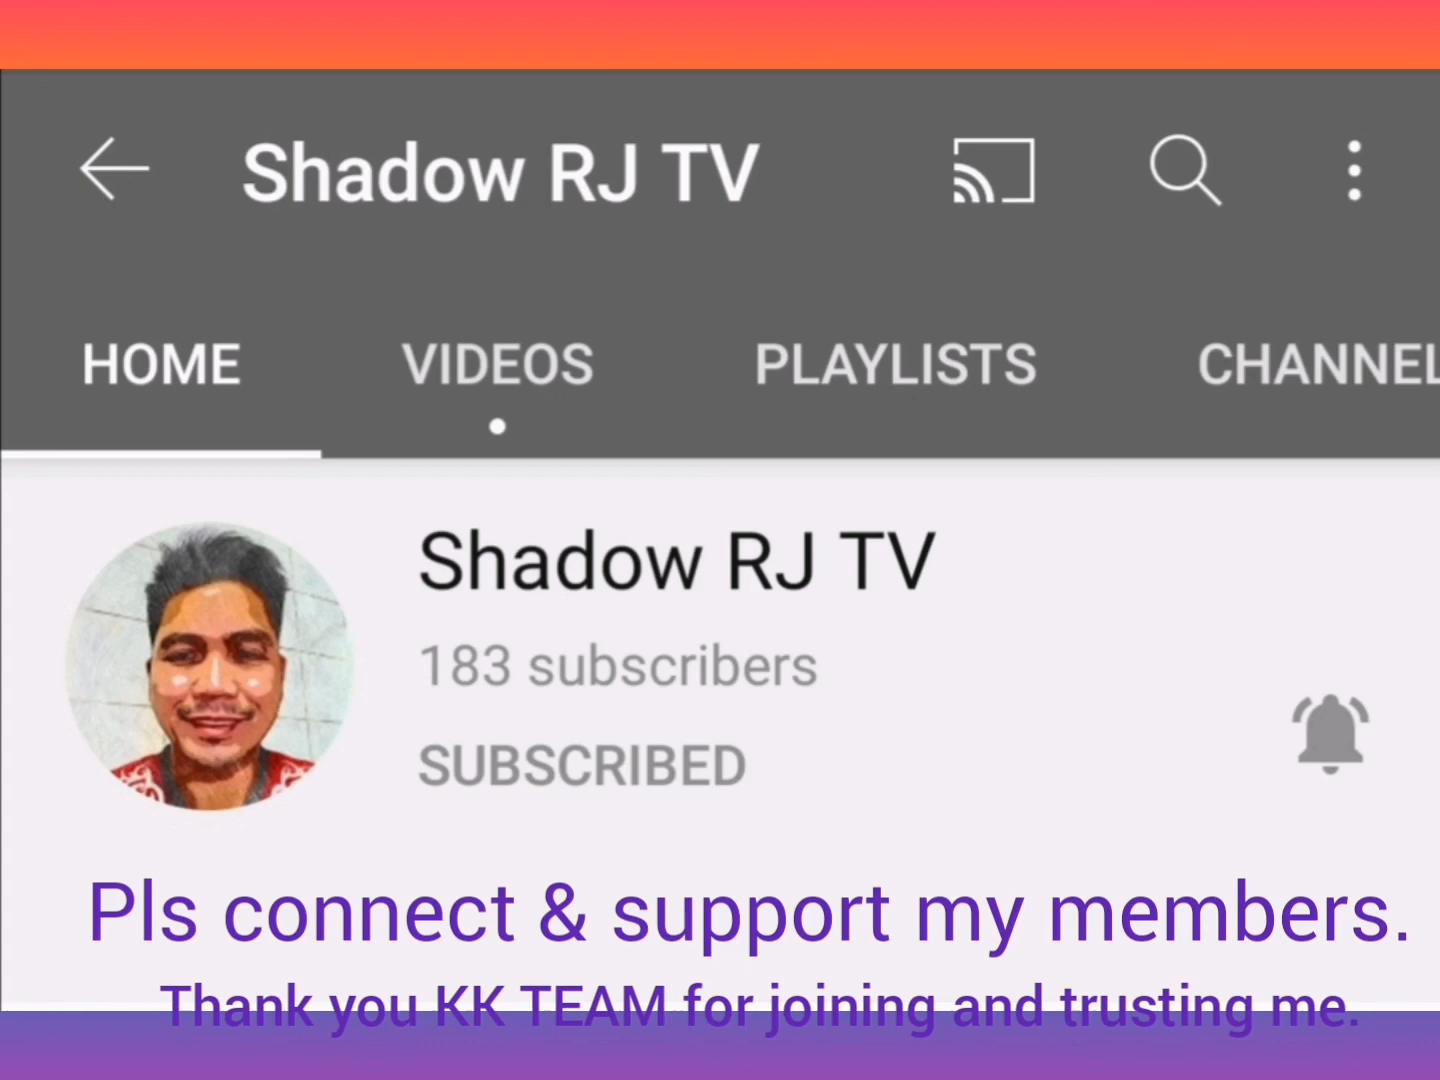 Shadow RJ TV
HOME VIDEOS PLAYLISTS CHANNEL
Shadow RJ TV
183 subscribers
SUBSCRIBED
Pls connect & support my members.
Thank you KK TEAM for joining and trusting me.